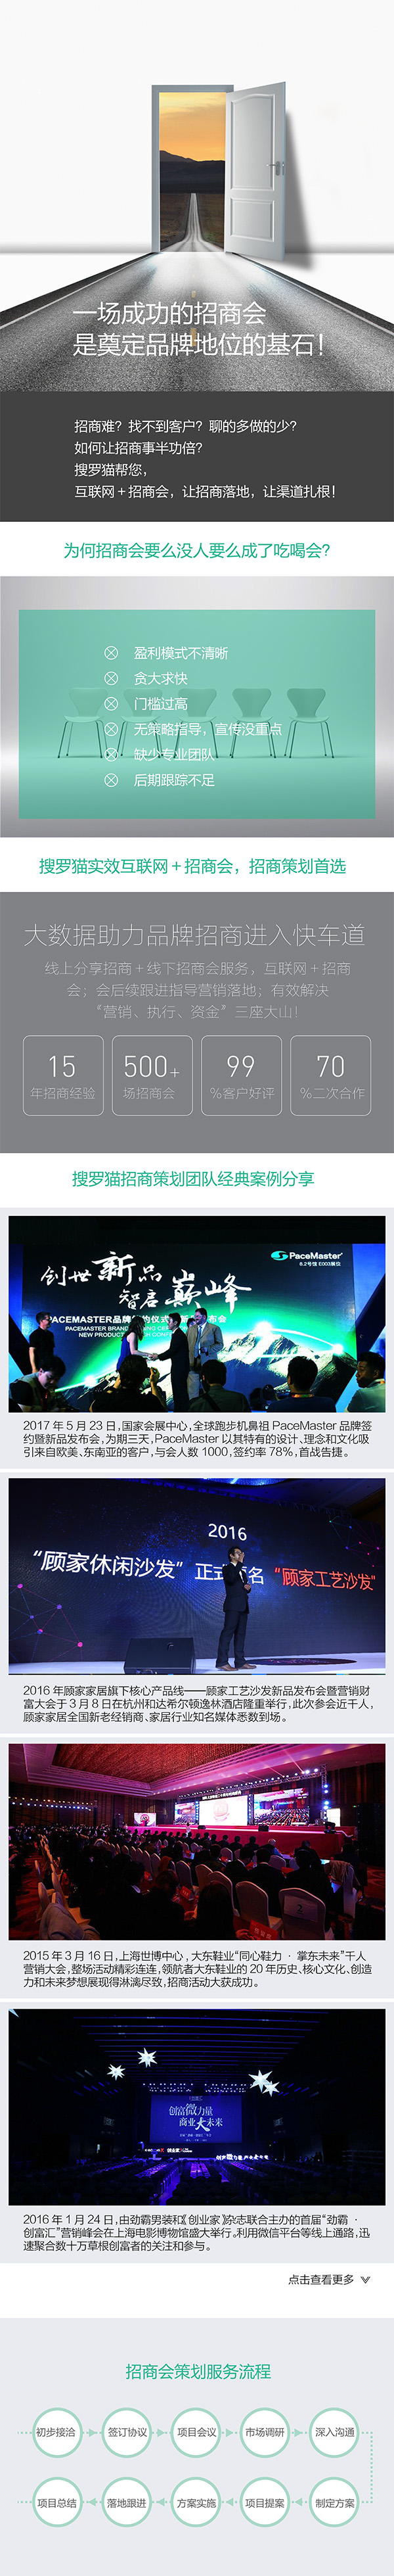 一场成功的招商会
是奠定品牌地位的基石!
招商难？找不到客户？聊的多做的少?
如何让招商事半功倍?
搜罗猫帮您,
互联网+招商会，让招商落地，让渠道扎根!
为何招商会要么没人要么成了吃喝会?
盈利模式不清晰
贪大求快
门槛过高
无策略指导，宣传没重点
缺少专业团队
后期跟踪不足
搜罗猫实效互联网+招商会，招商策划首选
大数据助力品牌招商进入快车道
线上分享招商+线下招商会服务，互联网+招商
会；会后续跟进指导营销落地；有效解决
“营销、执行、资金”三座大山!
15
年招商经验
500+
场招商会
99
%客户好评
70
%二次合作
搜罗猫招商策划团队经典案例分享
PaceMaster
8.2号馆 E003展位
创世新品
智启巅峰
2017 年 5 月 23 日，国家会展中心，全球跑步机鼻祖 PaceMaster 品牌签
约暨新品发布会，为期三天，PaceMaster 以其特有的设计、理念和文化吸
引来自欧美、东南亚的客户，与会人数 1000，签约率 78%，首战告捷。
2016
“顾家休闲沙发” 正式 名 “顾家工艺沙发”
2016 年顾家家居旗下核心产品线——顾家工艺沙发新品发布会暨营销财
富大会于 3 月 8 日在杭州和达希尔顿逸林酒店隆重举行，此次参会近千人，
顾家家居全国新老经销商、家居行业知名媒体悉数到场。
2015 年 3 月 16 日，上海世博中心，大东鞋业“同心鞋力 · 掌东未来”千人
营销大会，整场活动精彩连连，领航者大东鞋业的 20 年历史、核心文化、创造
力和未来梦想展现得淋漓尽致，招商活动大获成功。
创富微力量
商业大未来
2016 年 1 月 24 日，由劲霸男装和《创业家》杂志联合主办的首届“劲霸 ·
创富汇”营销峰会在上海电影博物馆盛大举行。利用微信平台等线上通路，迅
速聚合数十万草根创富者的关注和参与。
点击查看更多
招商会策划服务流程
初步接洽 签订协议 项目会议 市场调研 深入沟通
项目总结 落地跟进 方案实施 项目提案 制定方案